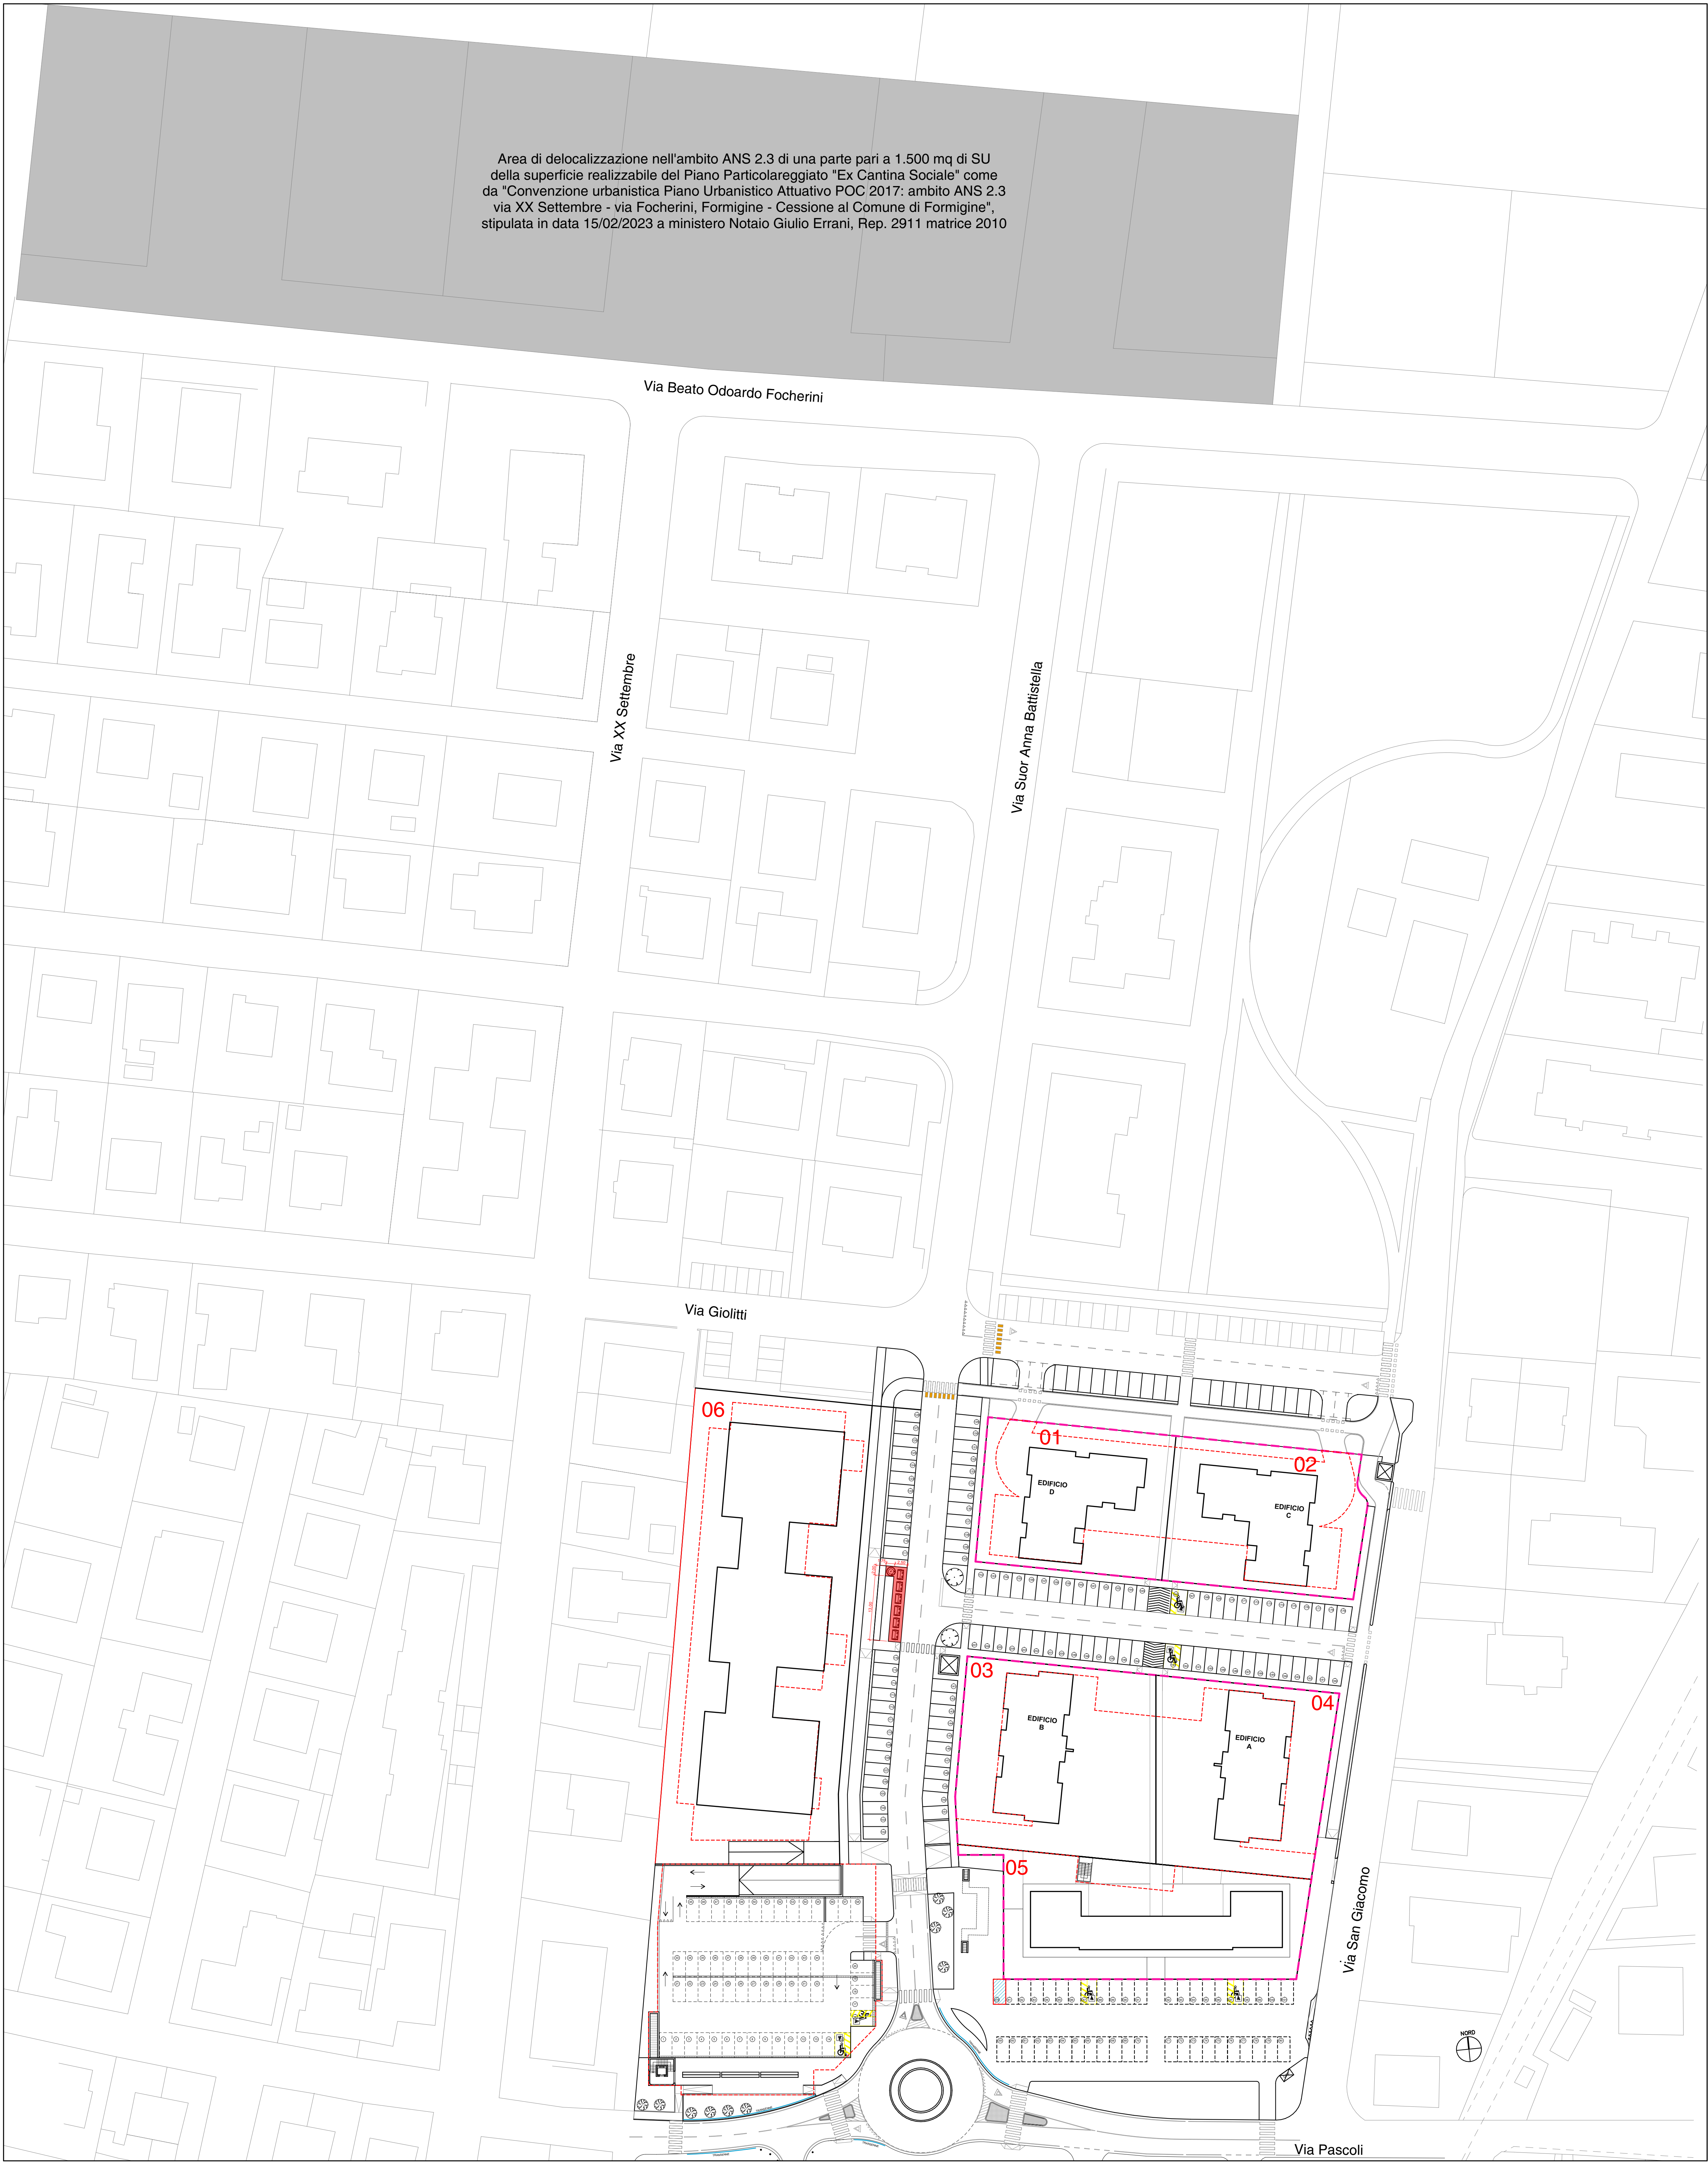 Area di delocalizzazione nell'ambito ANS 2.3 di una parte pari a 1.500 mq di SU
della superficie realizzabile del Piano Particolareggiato "Ex Cantina Sociale" come
da "Convenzione urbanistica Piano Urbanistico Attuativo POC 2017: ambito ANS 2.3
via XX Settembre - via Focherini, Formigine - Cessione al Comune di Formigine",
stipulata in data 15/02/2023 a ministero Notaio Giulio Errani, Rep. 2911 matrice 2010
Via Beato Odoardo Focherini
Via XX Settembre
Via Suor Anna Battistella
Via Giolitti
06
01
02
EDIFICIO
D
EDIFICIO
C
03
04
EDIFICIO
B
EDIFICIO
A
05
Via San Giacomo
NORD
Via Pascoli